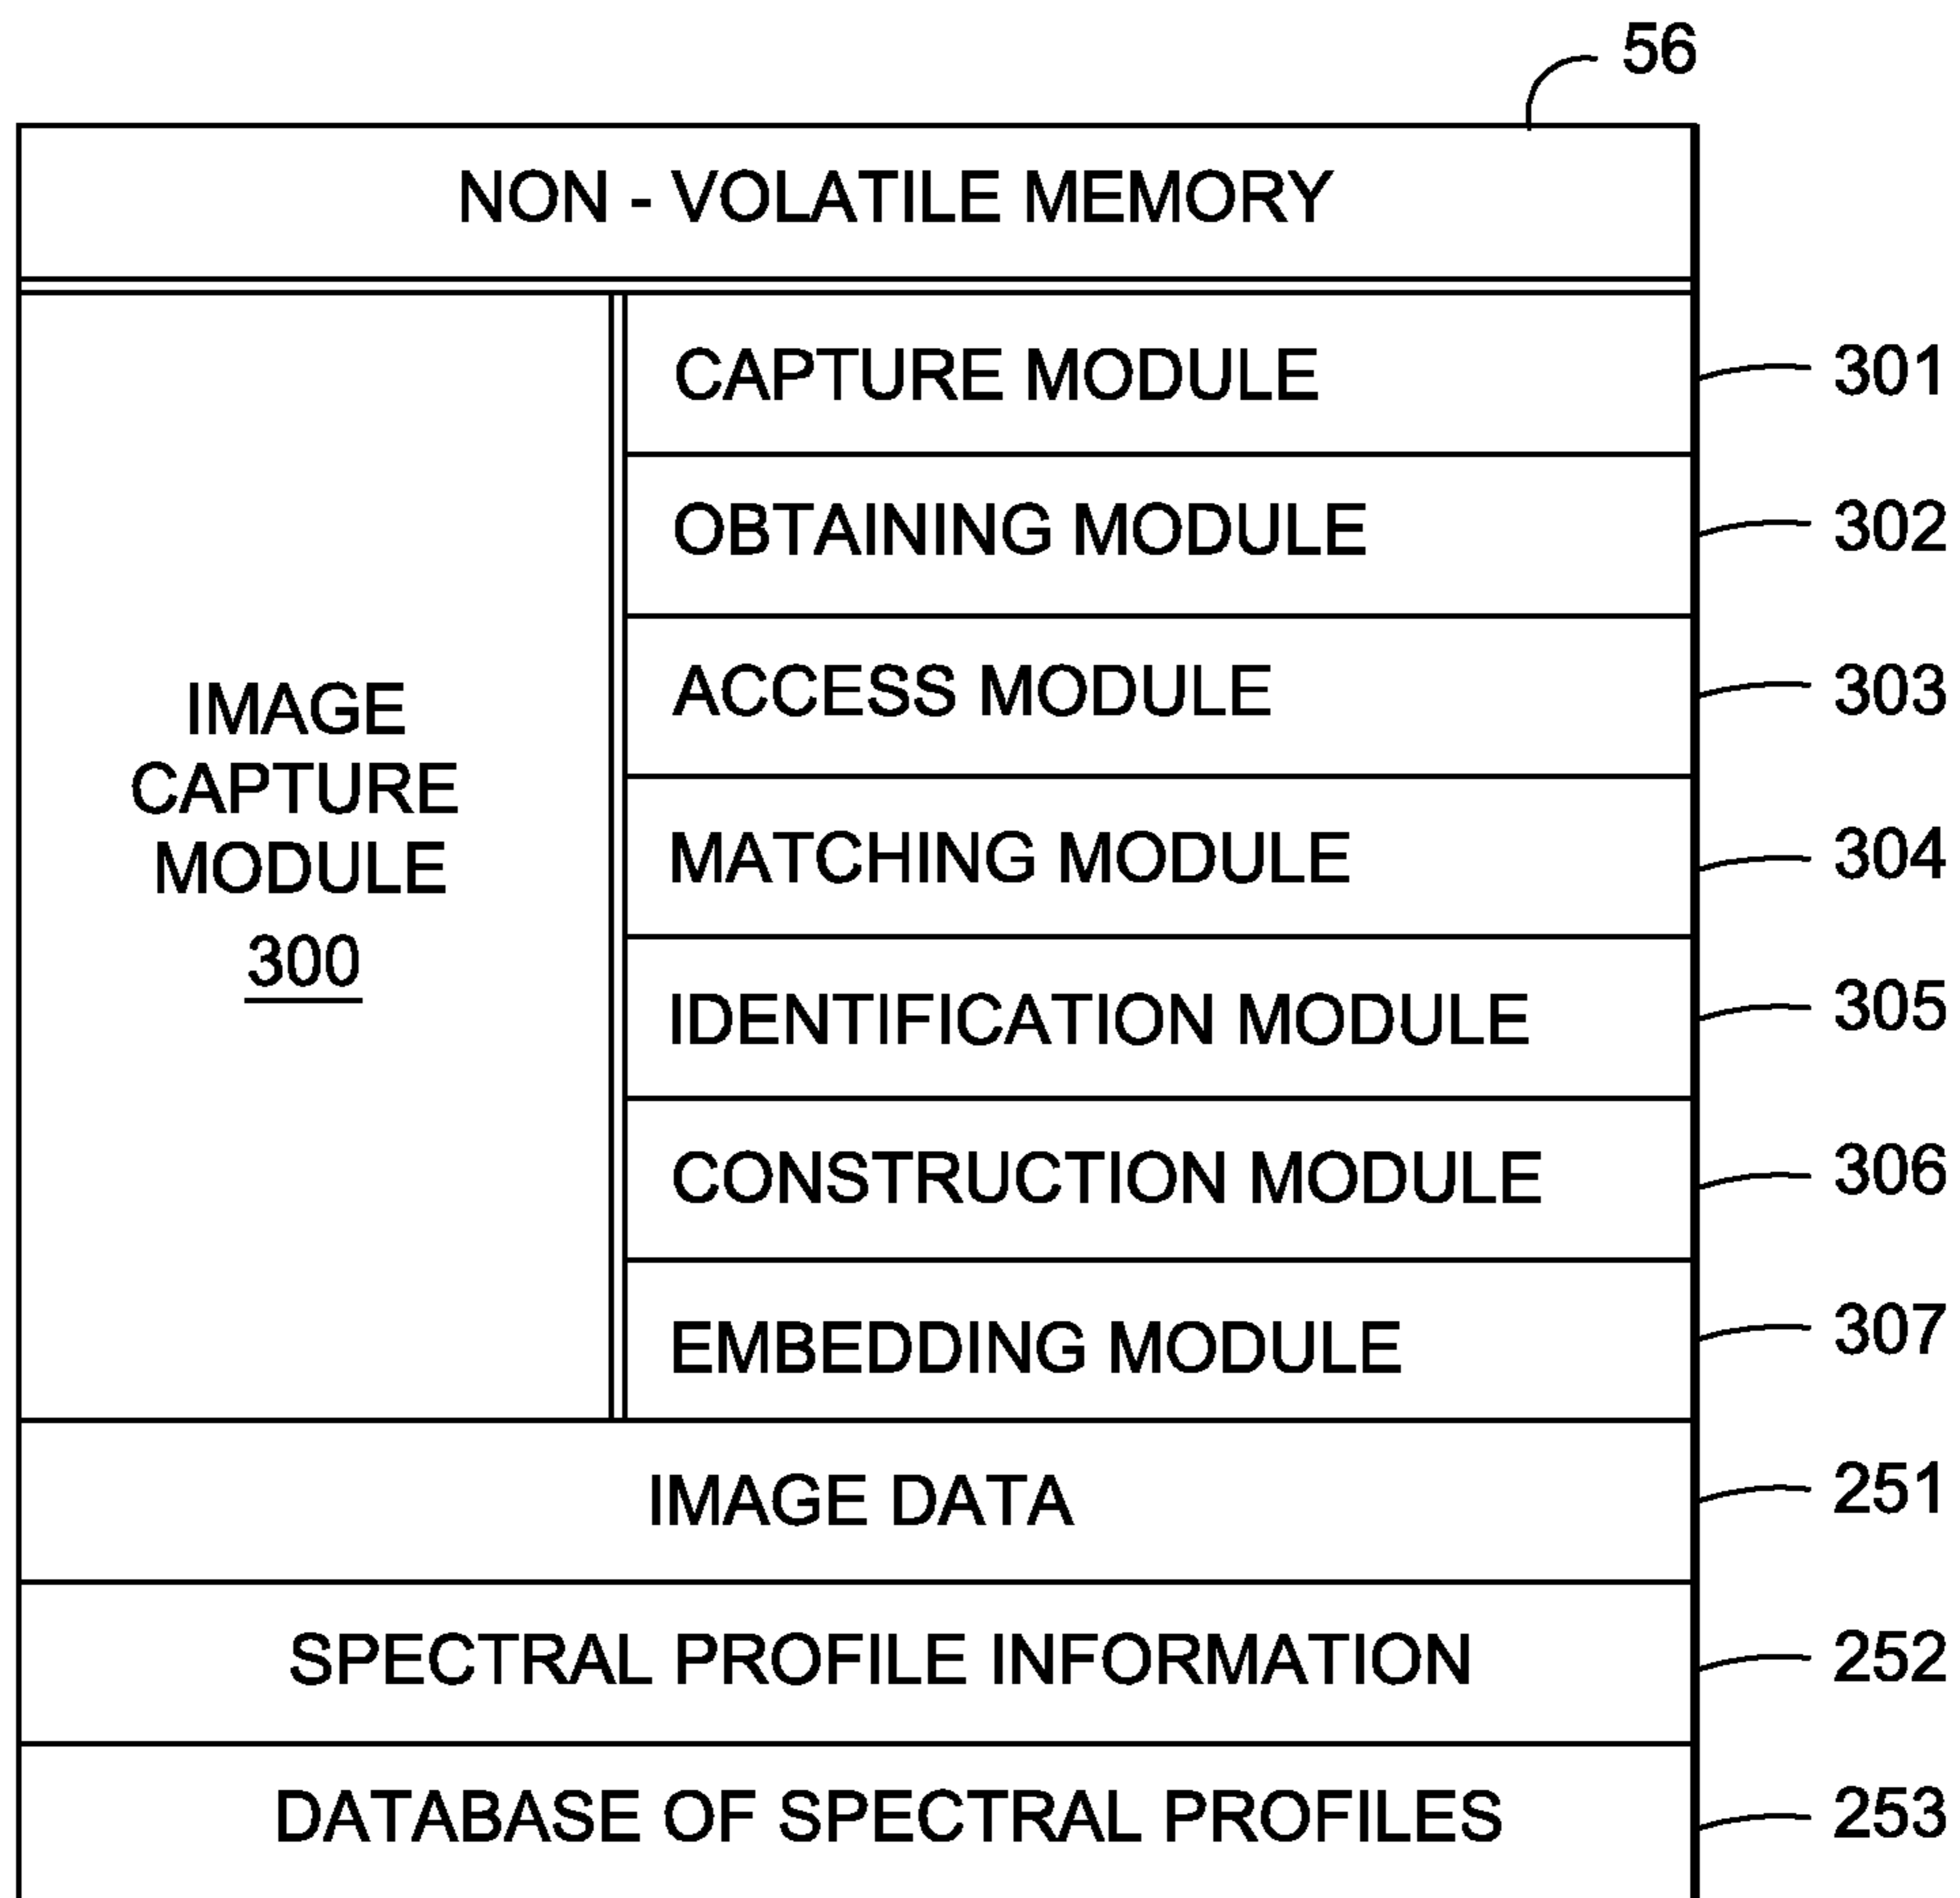 56
NON - VOLATILE MEMORY
IMAGE
CAPTURE
MODULE
300
CAPTURE MODULE
301
OBTAINING MODULE
302
ACCESS MODULE
303
MATCHING MODULE
304
IDENTIFICATION MODULE
305
CONSTRUCTION MODULE
306
EMBEDDING MODULE
307
IMAGE DATA
251
SPECTRAL PROFILE INFORMATION
252
DATABASE OF SPECTRAL PROFILES
253